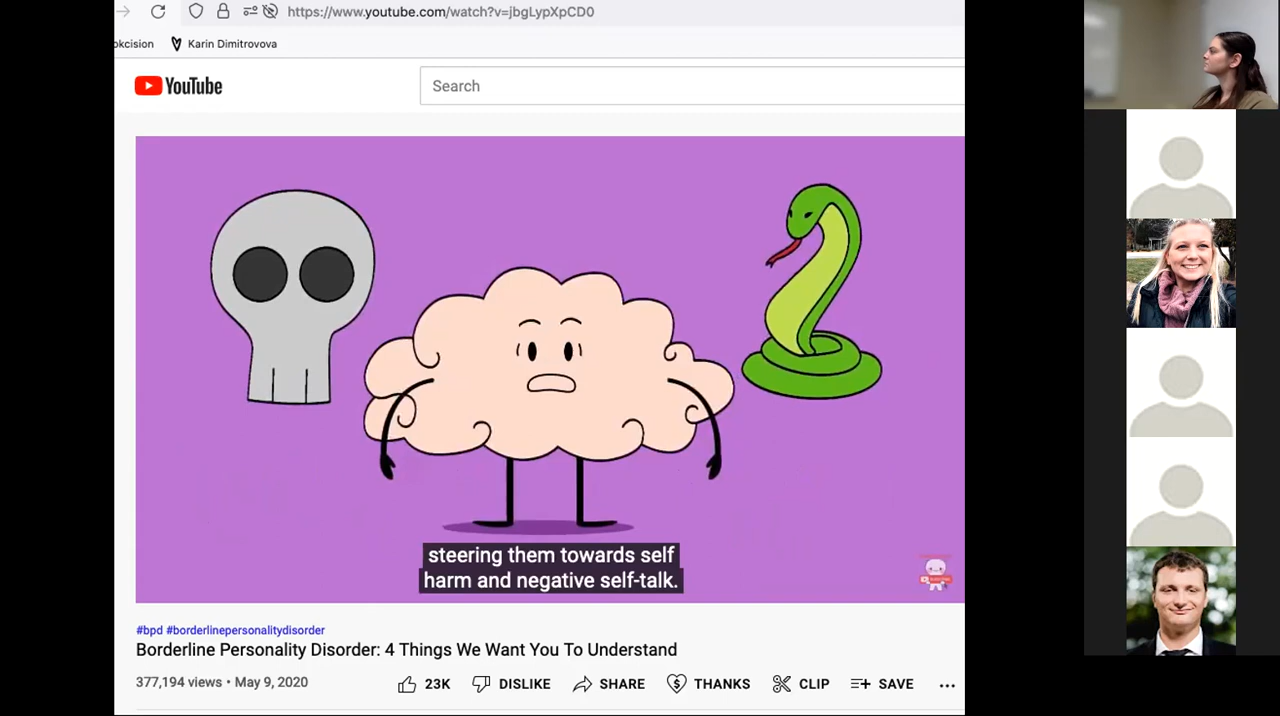 https://www.youtube.com/watch?v=jbgLypXpCD0
okcision
Karin Dimitrovova
YouTube
Search
steering them towards self
harm and negative self-talk.
#bpd #borderlinepersonalitydisorder
Borderline Personality Disorder: 4 Things We Want You To Understand
377,194 views • May 9, 2020
23K
DISLIKE
SHARE
THANKS
CLIP
SAVE
...